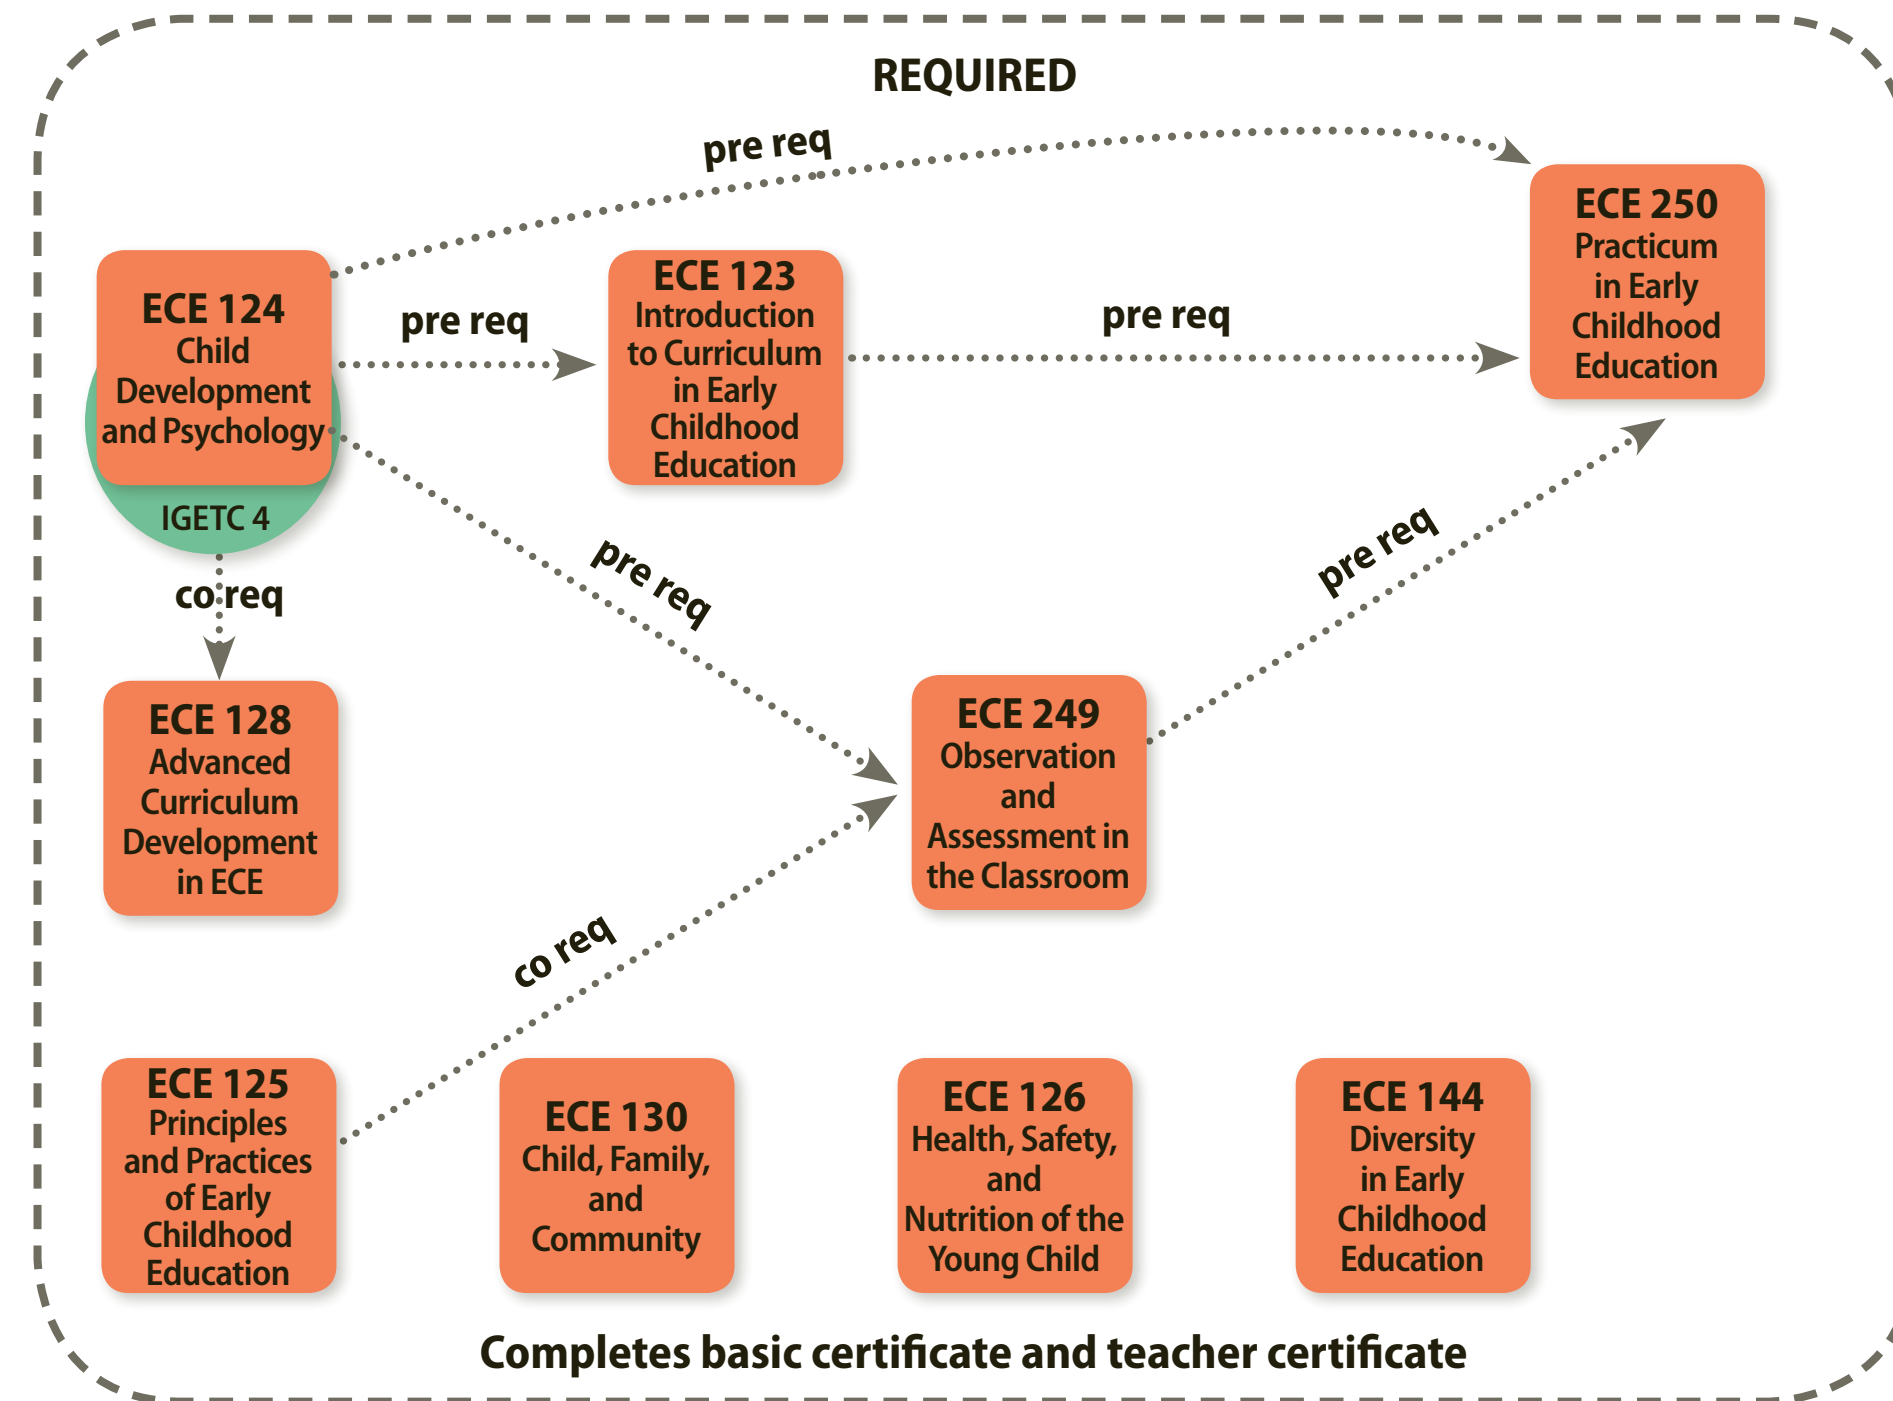 REQUIRED
pre req
ECE 250
Practicum
in Early
Childhood
Education
ECE 124
Child
Development
and Psychology
IGETC 4
pre req
ECE 123
Introduction
to Curriculum
in Early
Childhood
Education
pre req
co req
pre req
pre req
ECE 128
Advanced
Curriculum
Development
in ECE
ECE 249
Observation
and
Assessment in
the Classroom
co req
ECE 125
Principles
and Practices
of Early
Childhood
Education
ECE 130
Child, Family,
and
Community
ECE 126
Health, Safety,
and
Nutrition of the
Young Child
ECE 144
Diversity
in Early
Childhood
Education
Completes basic certificate and teacher certificate